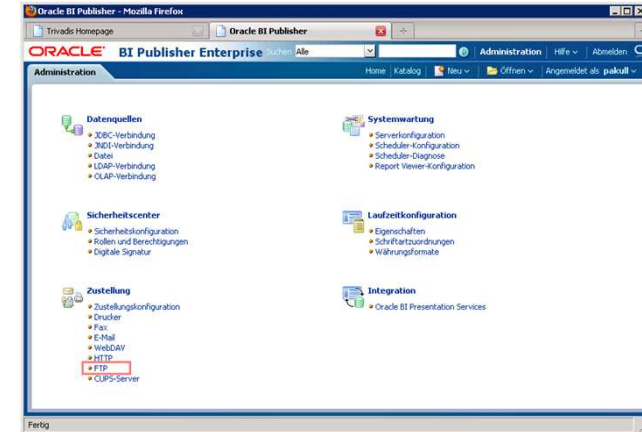 Oracle BI Publisher - Mozilla Firefox
Trivadis Homepage
Oracle BI Publisher
ORACLE BI Publisher Enterprise Suchen Alle Administration Hilfe Abmelden
Administration Home Katalog Neu Öffnen Angemeldet als pakull
Datenquellen
JDBC-Verbindung
JNDI-Verbindung
Datei
LDAP-Verbindung
OLAP-Verbindung
Systemwartung
Serverkonfiguration
Scheduler-Konfiguration
Scheduler-Diagnose
Report Viewer-Konfiguration
Sicherheitscenter
Sicherheitskonfiguration
Rollen und Berechtigungen
Digitale Signatur
Laufzeitkonfiguration
Eigenschaften
Schriftartzuordnungen
Währungsformate
Zustellung
Zustellungskonfiguration
Drucker
Fax
E-Mail
WebDAV
HTTP
FTP
CUPS-Server
Integration
Oracle BI Presentation Services
Fertig